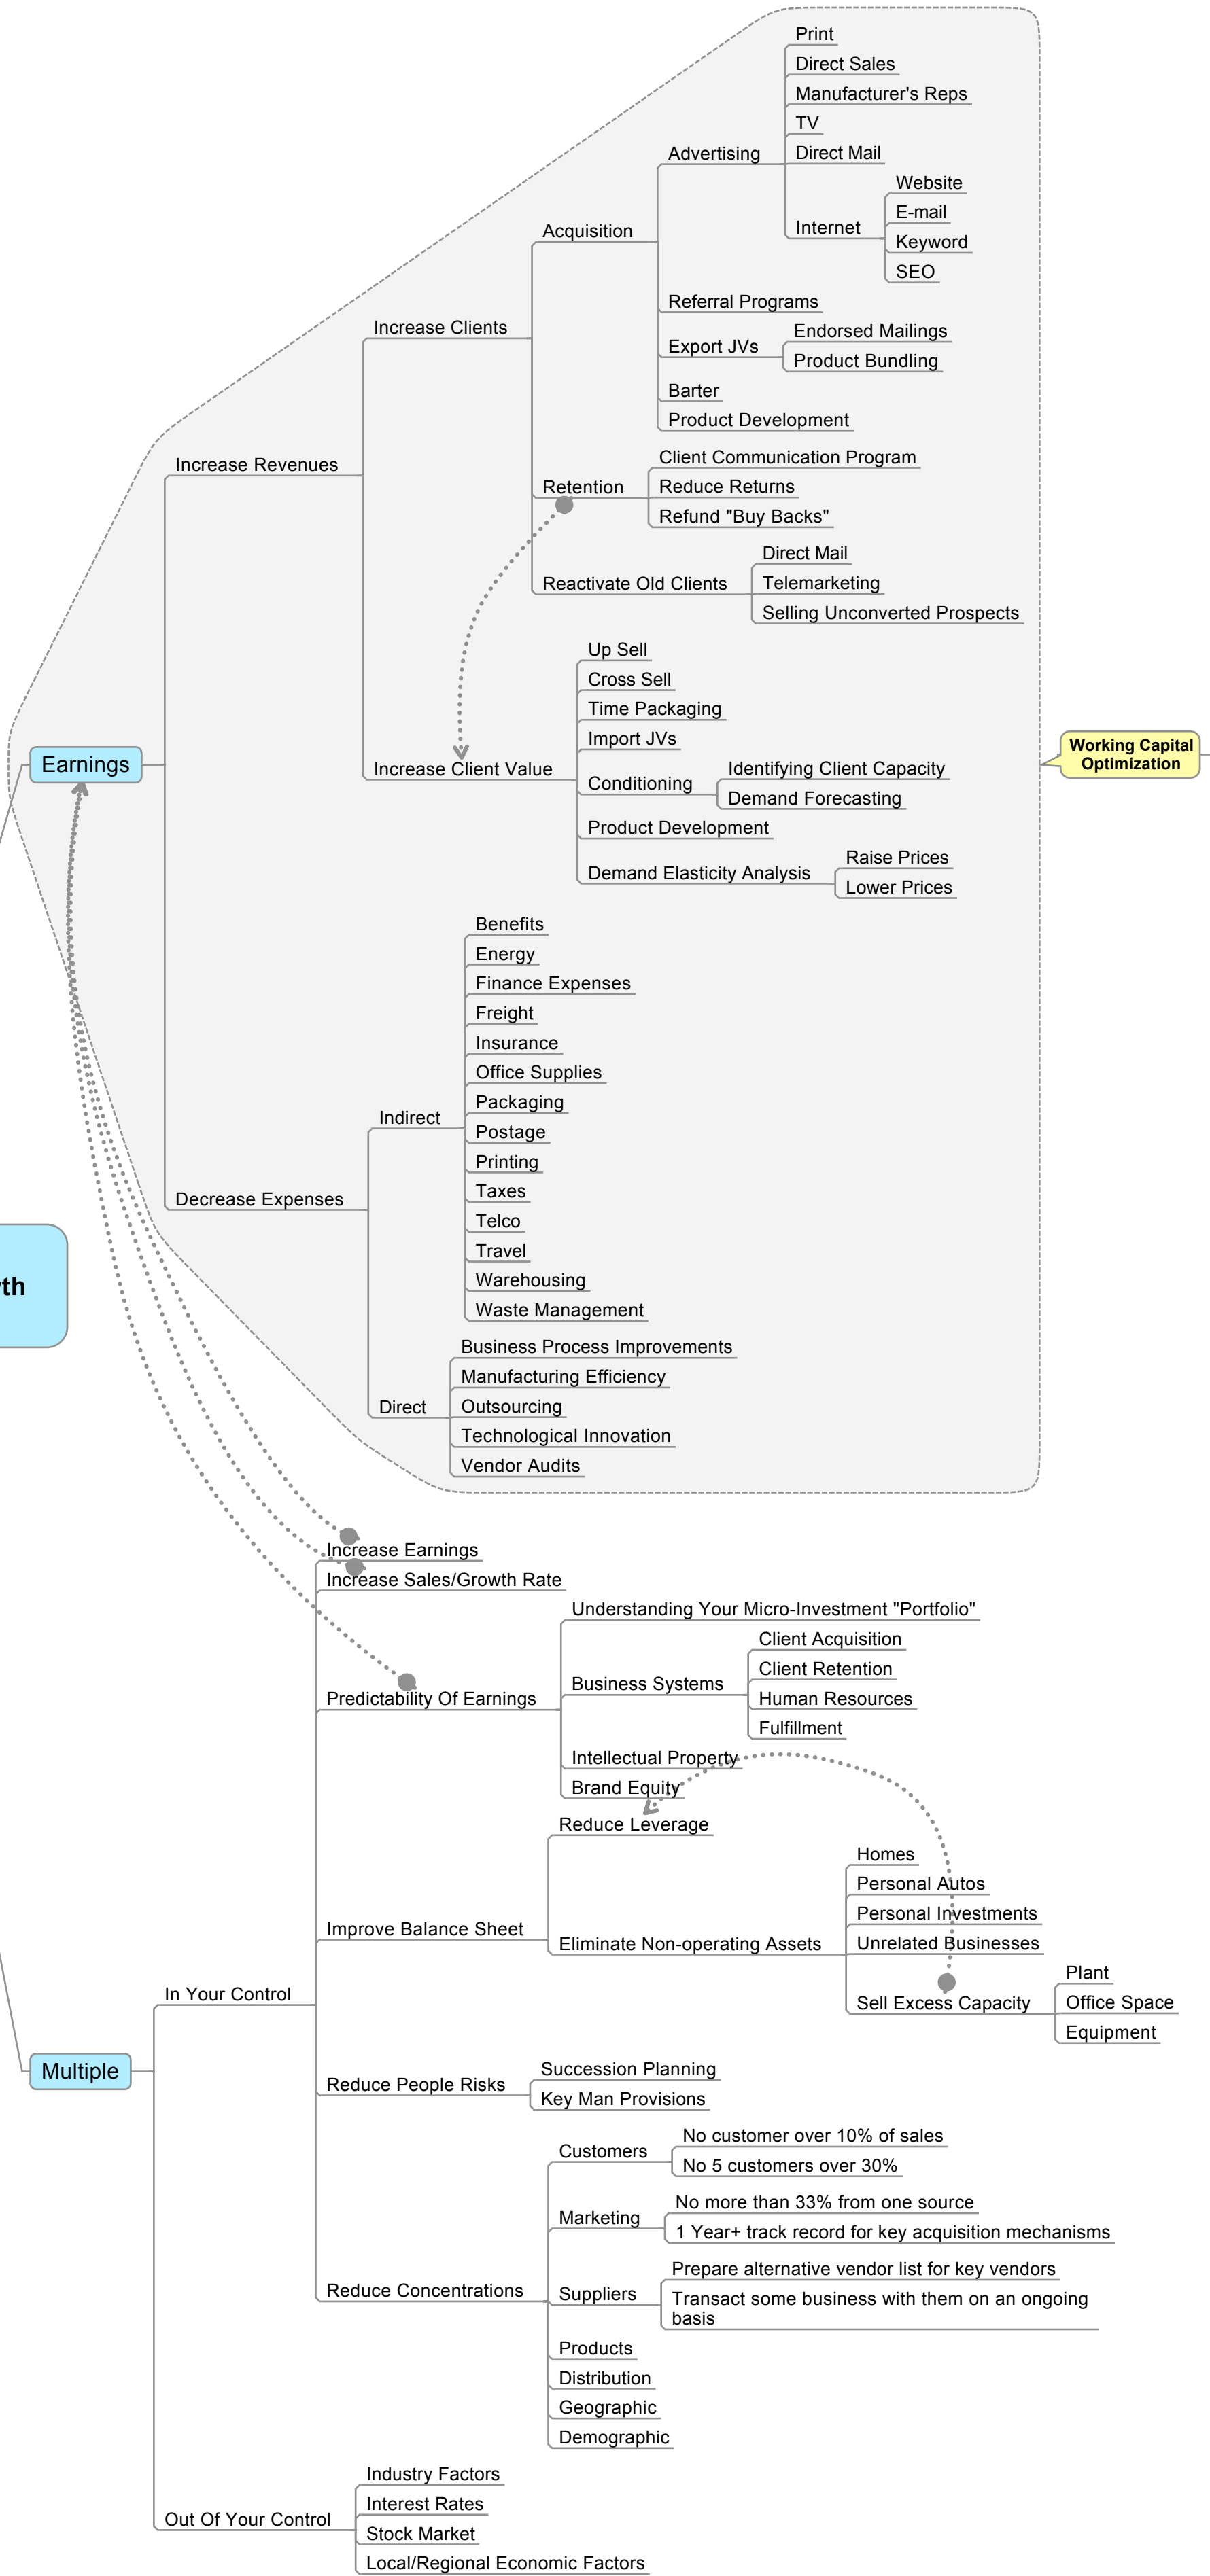 Print
Direct Sales
Manufacturer's Reps
TV
Advertising
Direct Mail
Website
E-mail
Internet
Acquisition
Keyword
SEO
Referral Programs
Increase Clients
Endorsed Mailings
Export JVs
Product Bundling
Barter
Product Development
Client Communication Program
Increase Revenues
Retention
Reduce Returns
Refund "Buy Backs"
Direct Mail
Reactivate Old Clients
Telemarketing
Selling Unconverted Prospects
Up Sell
Cross Sell
Time Packaging
Import JVs
Earnings
Increase Client Value
Identifying Client Capacity
Conditioning
Demand Forecasting
Working Capital
Optimization
Product Development
Raise Prices
Demand Elasticity Analysis
Lower Prices
Benefits
Energy
Finance Expenses
Freight
Insurance
Office Supplies
Packaging
Indirect
Postage
Printing
Taxes
Decrease Expenses
Telco
Travel
Warehousing
Waste Management
th
Business Process Improvements
Manufacturing Efficiency
Direct
Outsourcing
Technological Innovation
Vendor Audits
Increase Earnings
Increase Sales/Growth Rate
Understanding Your Micro-Investment "Portfolio"
Client Acquisition
Client Retention
Business Systems
Human Resources
Predictability Of Earnings
Fulfillment
Intellectual Property
Brand Equity
Reduce Leverage
Homes
Personal Autos
Personal Investments
Improve Balance Sheet
Eliminate Non-operating Assets
Unrelated Businesses
Plant
In Your Control
Sell Excess Capacity
Office Space
Equipment
Multiple
Succession Planning
Reduce People Risks
Key Man Provisions
No customer over 10% of sales
Customers
No 5 customers over 30%
No more than 33% from one source
Marketing
1 Year+ track record for key acquisition mechanisms
Prepare alternative vendor list for key vendors
Reduce Concentrations
Suppliers
Transact some business with them on an ongoing
basis
Products
Distribution
Geographic
Demographic
Industry Factors
Interest Rates
Out Of Your Control
Stock Market
Local/Regional Economic Factors